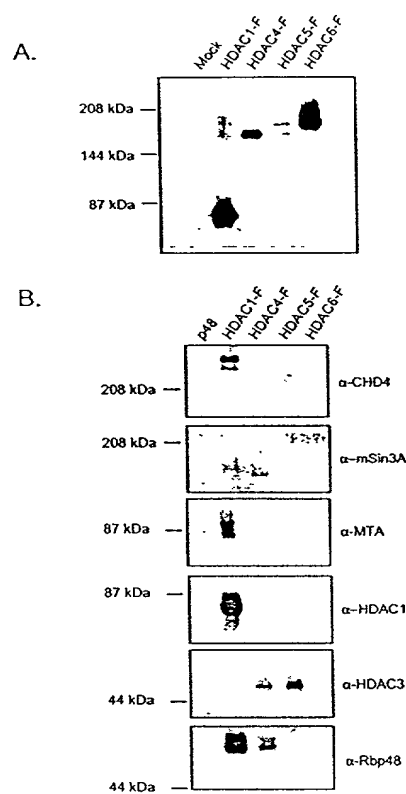 A.
Mock
HDAC1-F
HDAC4-F
HDAC5-F
HDAC6-F
208 kDa
144 kDa
87 kDa
B.
p48
HDAC1-F
HDAC4-F
HDAC5-F
HDAC6-F
208 kDa
α-CHD4
208 kDa
α-mSin3A
87 kDa
α-MTA
87 kDa
α-HDAC1
44 kDa
α-HDAC3
44 kDa
α-Rbp48